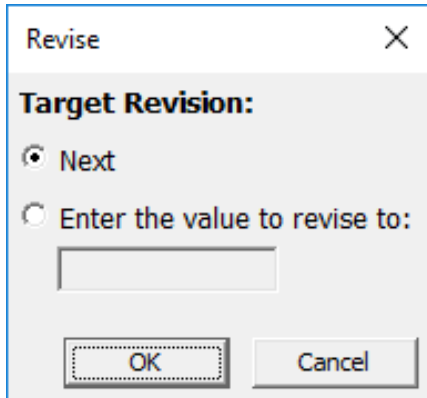 Revise
Target Revision:
Next
Enter the value to revise to:
OK Cancel